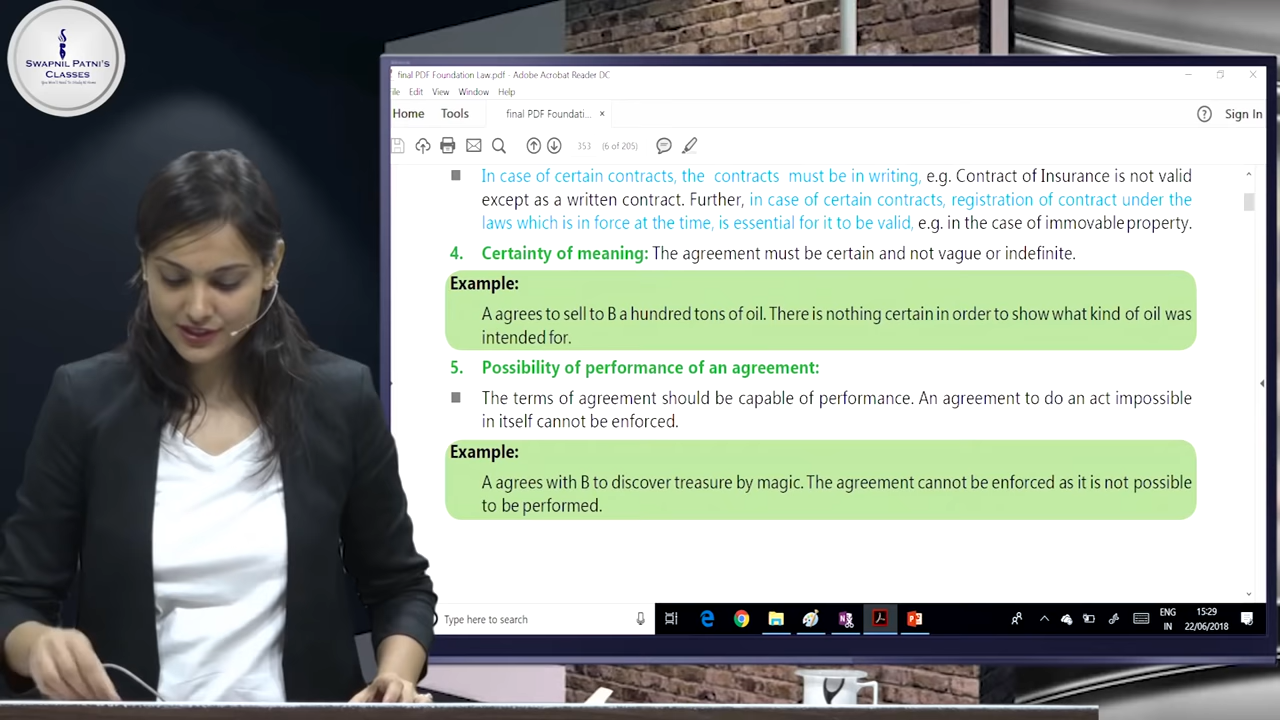 SWAPNIL PATNI'S
CLASSES
final PDF Foundation Law.pdf - Adobe Acrobat Reader DC
ile Edit View Window Help
Home Tools final PDF Foundati... × Sign In
353 (6 of 205)
In case of certain contracts, the contracts must be in writing, e.g. Contract of Insurance is not valid
except as a written contract. Further, in case of certain contracts, registration of contract under the
laws which is in force at the time, is essential for it to be valid, e.g. in the case of immovable property.
4. Certainty of meaning: The agreement must be certain and not vague or indefinite.
Example:
A agrees to sell to B a hundred tons of oil. There is nothing certain in order to show what kind of oil was
intended for.
5. Possibility of performance of an agreement:
The terms of agreement should be capable of performance. An agreement to do an act impossible
in itself cannot be enforced.
Example:
A agrees with B to discover treasure by magic. The agreement cannot be enforced as it is not possible
to be performed.
Type here to search
ENG
IN
15:29
22/06/2018